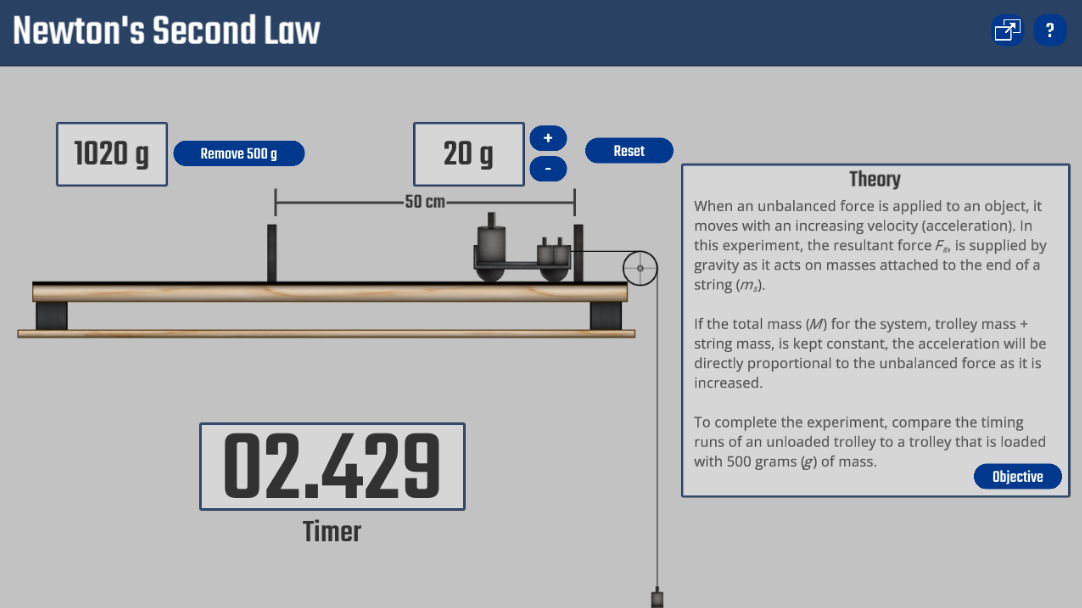 Newton's Second Law
?
1020 g
Remove 500 g
20 g
+
-
Reset
50 cm
Theory
When an unbalanced force is applied to an object, it
moves with an increasing velocity (acceleration). In
this experiment, the resultant force F, is supplied by
gravity as it acts on masses attached to the end of a
string (mₛ).
If the total mass (M) for the system, trolley mass +
string mass, is kept constant, the acceleration will be
directly proportional to the unbalanced force as it is
increased.
To complete the experiment, compare the timing
runs of an unloaded trolley to a trolley that is loaded
with 500 grams (g) of mass.
Objective
02.429
Timer